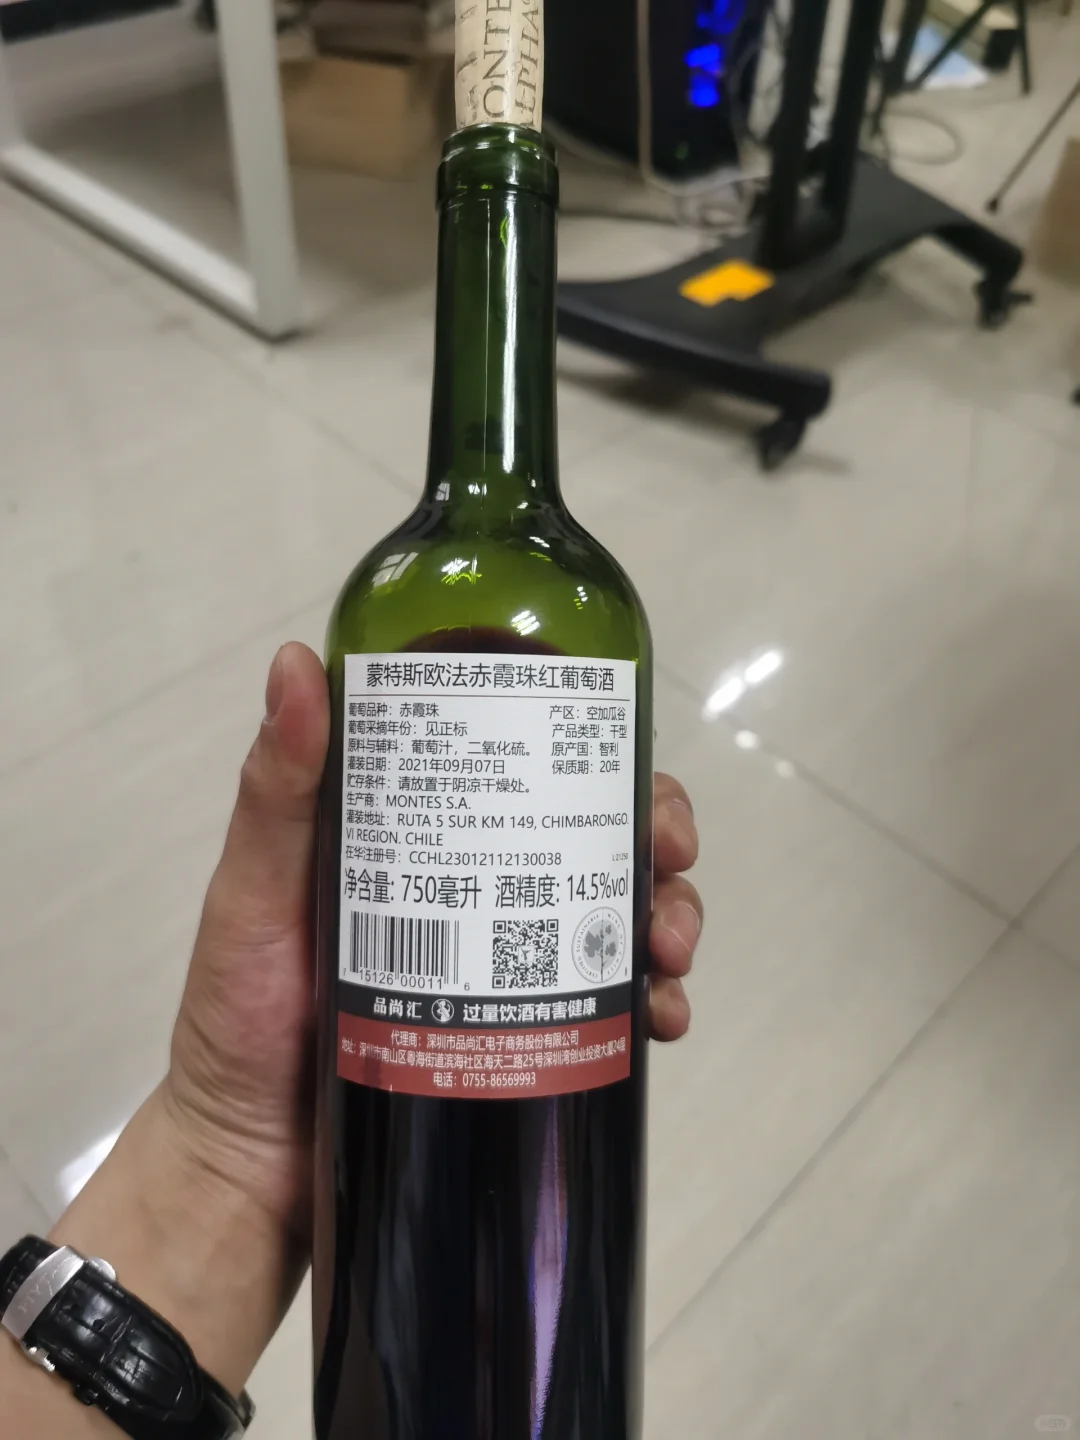 ONTE
ALPHA
蒙特斯欧法赤霞珠红葡萄酒
葡萄品种：赤霞珠 产区：空加瓜谷
葡萄采摘年份：见正标 产品类型：干型
原料与辅料：葡萄汁，二氧化硫。 原产国：智利
灌装日期：2021年09月07日 保质期：20年
贮存条件：请放置于阴凉干燥处。
生产商：MONTES S.A.
灌装地址：RUTA 5 SUR KM 149, CHIMBARONGO.
VI REGION. CHILE
在华注册号：CCHL23012112130038 L21250
净含量: 750毫升 酒精度: 14.5%vol
7 15126 00011 6
品尚汇 过量饮酒有害健康
代理商：深圳市品尚汇电子商务股份有限公司
地址：深圳市南山区粤海街道滨海社区海天二路25号深圳湾创业投资大厦24层
电话：0755-86569993